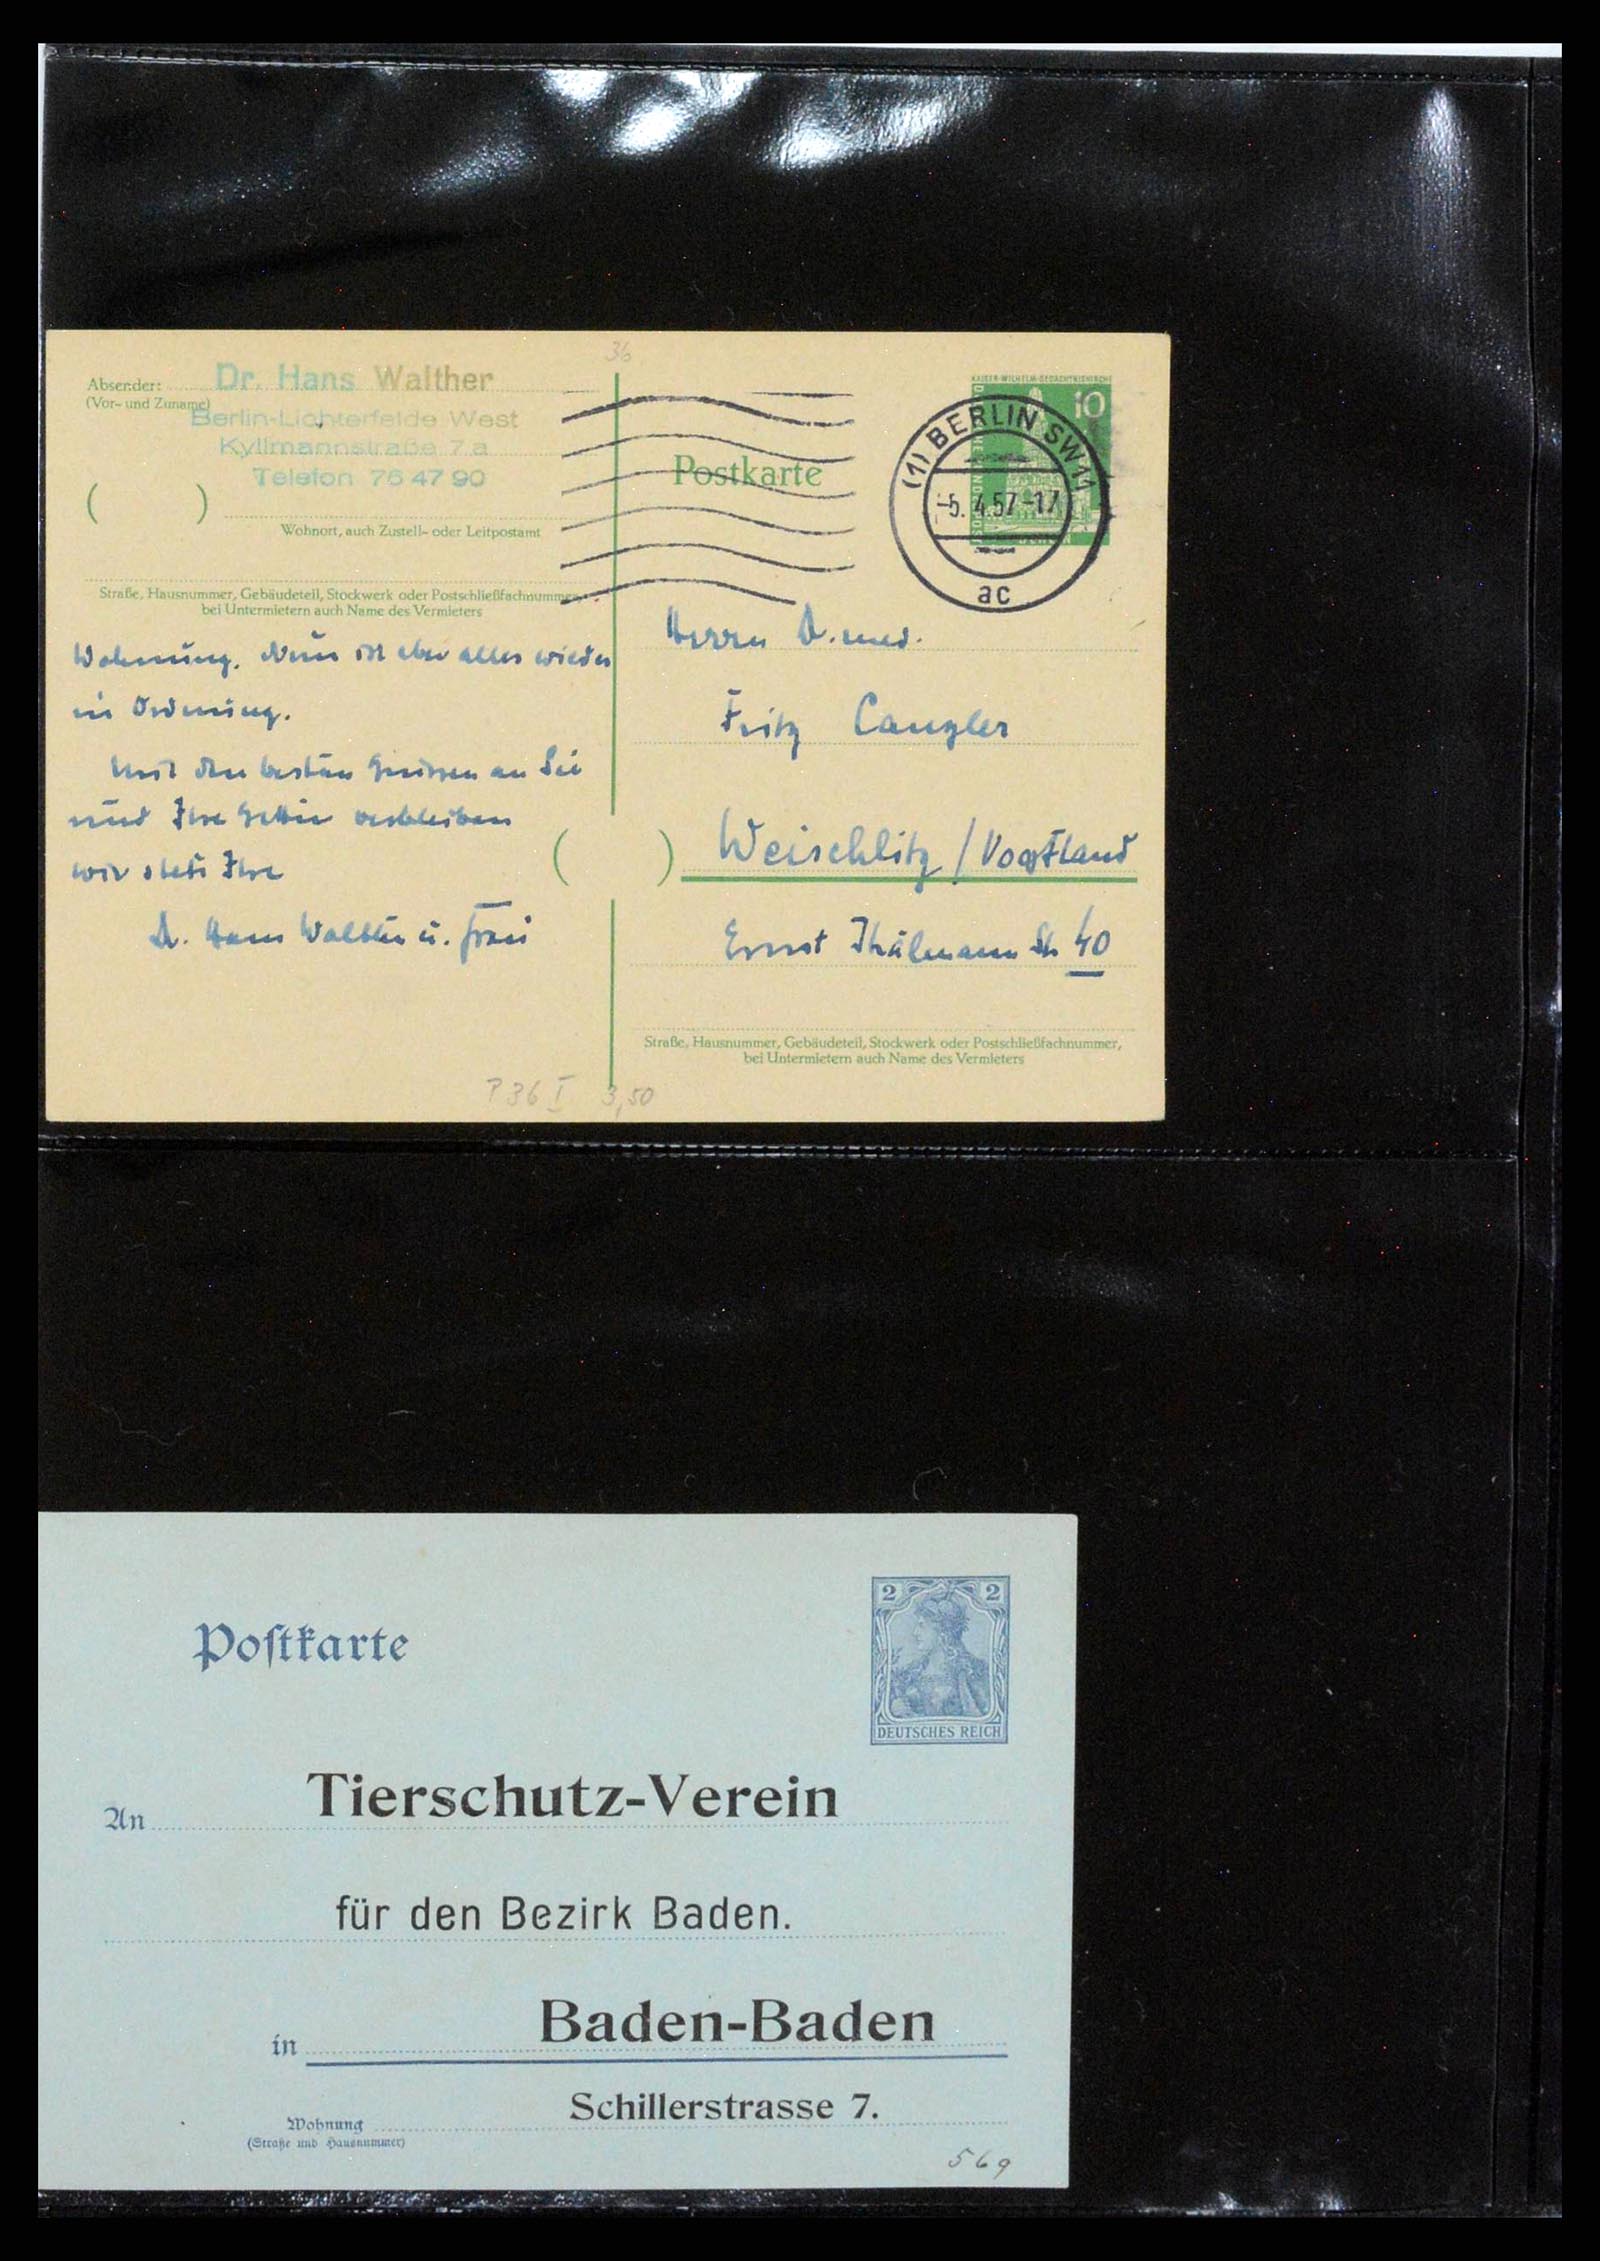 36
Absender: Dr. Hans Walther
(Vor- und Zuname)
Berlin-Lichterfelde West
Kyllmannstraße 7a
Telefon 76 47 90
( )
Wohnort, auch Zustell- oder Leitpostamt
Straße, Hausnummer, Gebäudeteil, Stockwerk oder Postschließfachnummer,
bei Untermietern auch Name des Vermieters
Wohnung. Nun ist aber alles wieder
in Ordnung.
Mit den besten Grüssen an Sie
und Ihre Gattin verbleiben
wir stets Ihre
Dr. Hans Walther u. Frau
P 36 I 3,50
KAISER-WILHELM-GEDÄCHTNISKIRCHE
10
BERLIN
Postkarte
(1) BERLIN SW 11
-5. 4.57-17
ac
Herrn Dr. med.
Fritz Canzler
( ) Weischlitz / Vogtland
Ernst Thälmann Str 40
Straße, Hausnummer, Gebäudeteil, Stockwerk oder Postschließfachnummer,
bei Untermietern auch Name des Vermieters
2 2
DEUTSCHES REICH
Postkarte
An Tierschutz-Verein
für den Bezirk Baden.
in Baden-Baden
Schillerstrasse 7.
Wohnung
(Straße und Hausnummer)
569